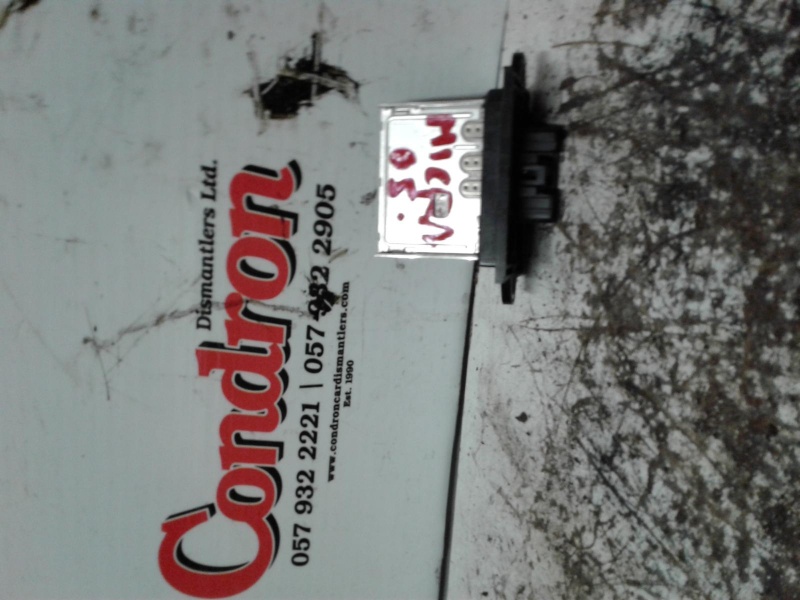 Condron
Dismantlers Ltd.
057 932 2221 | 057 932 2905
www.condroncardismantlers.com
Est. 1990
MICRA
03.